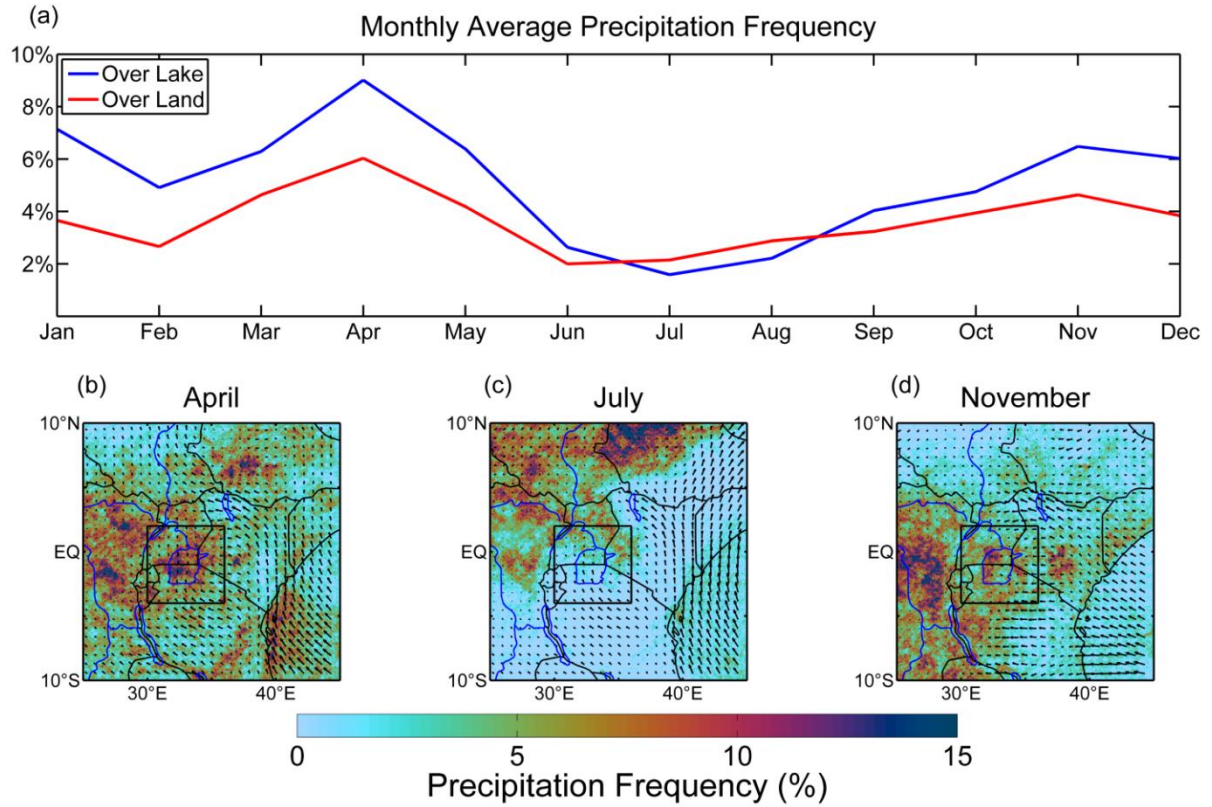 (a)
Monthly Average Precipitation Frequency
10%
8%
6%
4%
2%
Over Lake
Over Land
Jan Feb Mar Apr May Jun Jul Aug Sep Oct Nov Dec
(b) April
(c) July
(d) November
10°N
EQ
10°S
30°E 40°E
10°N
EQ
10°S
30°E 40°E
10°N
EQ
10°S
30°E 40°E
0 5 10 15
Precipitation Frequency (%)